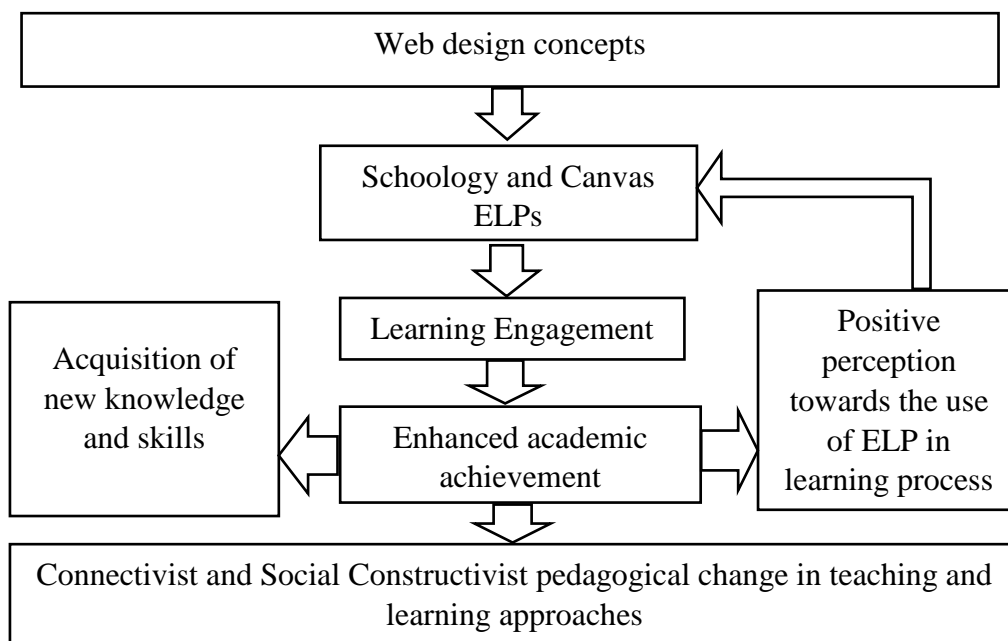 Web design concepts
Schoology and Canvas
ELPs
Learning Engagement
Acquisition of
new knowledge
and skills
Enhanced academic
achievement
Positive
perception
towards the use
of ELP in
learning process
Connectivist and Social Constructivist pedagogical change in teaching and
learning approaches